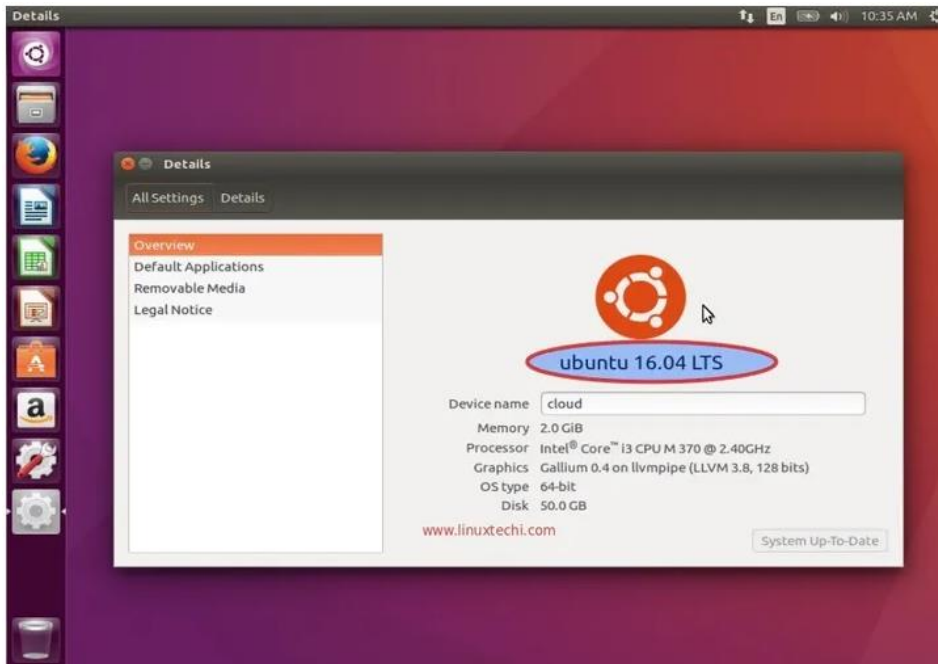 Details
En
10:35 AM
Details
All Settings Details
Overview
Default Applications
Removable Media
Legal Notice
ubuntu 16.04 LTS
Device name cloud
Memory 2.0 GiB
Processor Intel® Core™ i3 CPU M 370 @ 2.40GHz
Graphics Gallium 0.4 on llvmpipe (LLVM 3.8, 128 bits)
OS type 64-bit
Disk 50.0 GB
www.linuxtechi.com
System Up-To-Date
A
a